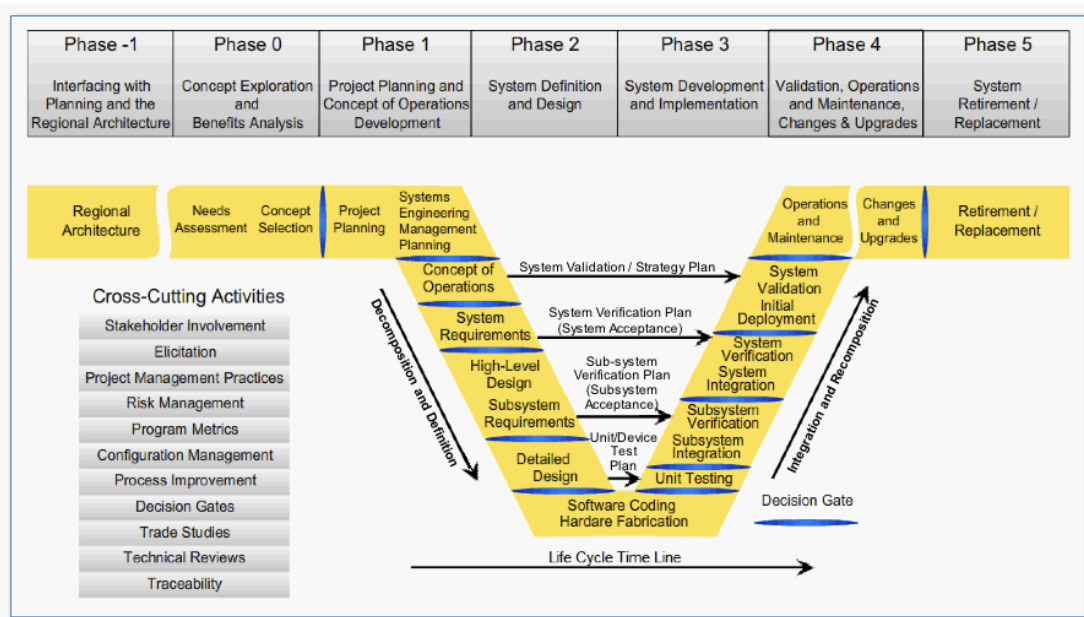 Phase -1
Interfacing with
Planning and the
Regional Architecture
Phase 0
Concept Exploration
and
Benefits Analysis
Phase 1
Project Planning and
Concept of Operations
Development
Phase 2
System Definition
and Design
Phase 3
System Development
and Implementation
Phase 4
Validation, Operations
and Maintenance,
Changes & Upgrades
Phase 5
System
Retirement /
Replacement
Regional
Architecture
Needs
Assessment
Concept
Selection
Project
Planning
Systems
Engineering
Management
Planning
Operations
and
Maintenance
Changes
and
Upgrades
Retirement /
Replacement
Concept of
Operations
System
Requirements
High-Level
Design
Subsystem
Requirements
Detailed
Design
Software Coding
Hardare Fabrication
System Validation / Strategy Plan
System Verification Plan
(System Acceptance)
Sub-system
Verification Plan
(Subsystem
Acceptance)
Unit/Device
Test
Plan
System
Validation
Initial
Deployment
System
Verification
System
Integration
Subsystem
Verification
Subsystem
Integration
Unit Testing
Decomposition and Definition
Integration and Recomposition
Cross-Cutting Activities
Stakeholder Involvement
Elicitation
Project Management Practices
Risk Management
Program Metrics
Configuration Management
Process Improvement
Decision Gates
Trade Studies
Technical Reviews
Traceability
Decision Gate
Life Cycle Time Line